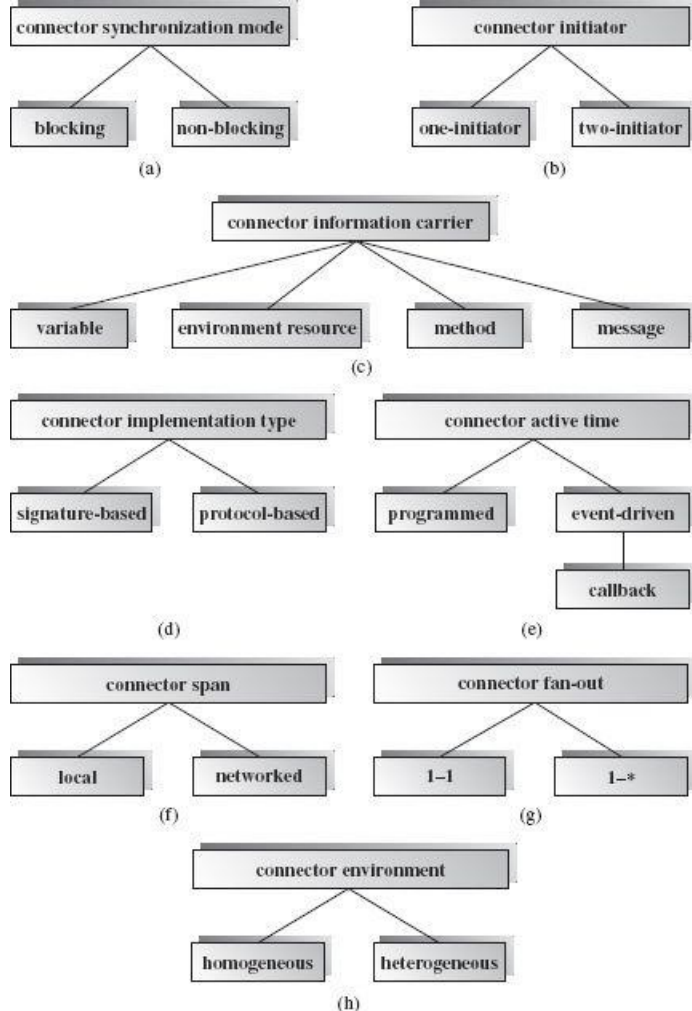 connector synchronization mode
blocking
non-blocking
(a)
connector initiator
one-initiator
two-initiator
(b)
connector information carrier
variable
environment resource
method
message
(c)
connector implementation type
signature-based
protocol-based
(d)
connector active time
programmed
event-driven
callback
(e)
connector span
local
networked
(f)
connector fan-out
1–1
1–*
(g)
connector environment
homogeneous
heterogeneous
(h)